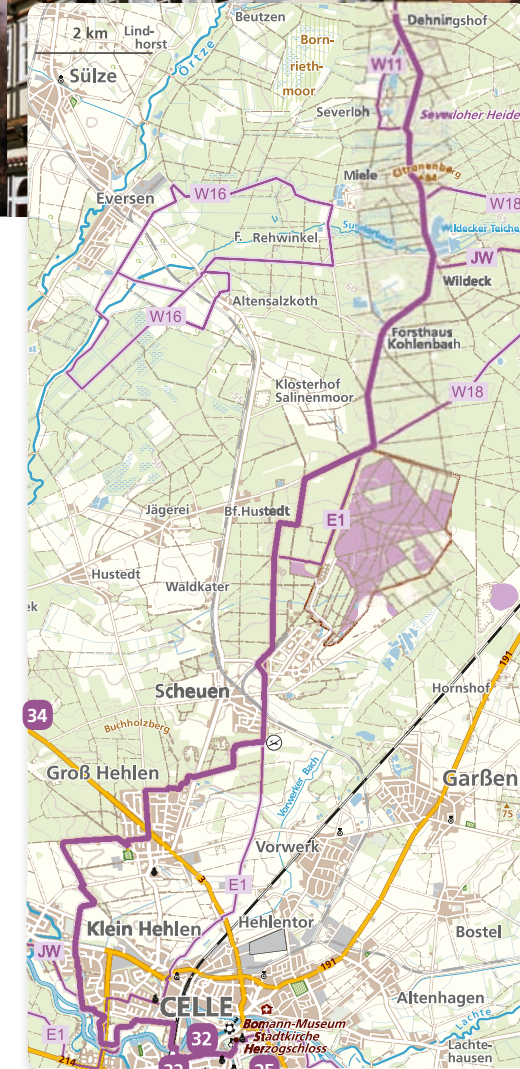 Beutzen
Dehningshof
2 km
Lind-
horst
Örtze
Born-
rieth-
moor
W11
Sülze
Severloh
Severloher Heide
Citronenberg
Miele
W16
W18
Eversen
F. Rehwinkel
Wildecker Teiche
JW
Wildeck
Altensalzkoth
W16
Forsthaus
Kohlenbach
Klosterhof
Salinenmoor
W18
Jägerei
Bf.Hustedt
E1
Hustedt
Waldkater
191
Scheuen
Hornshof
34
Buchholzberg
Groß Hehlen
Vorwerker Bach
Garßen
75
Vorwerk
3
E1
Klein Hehlen
Hehlentor
Bostel
JW
191
CELLE
Altenhagen
Lachte
E1
32
Bomann-Museum
Stadtkirche
Herzogschloss
Lachte-
hausen
214